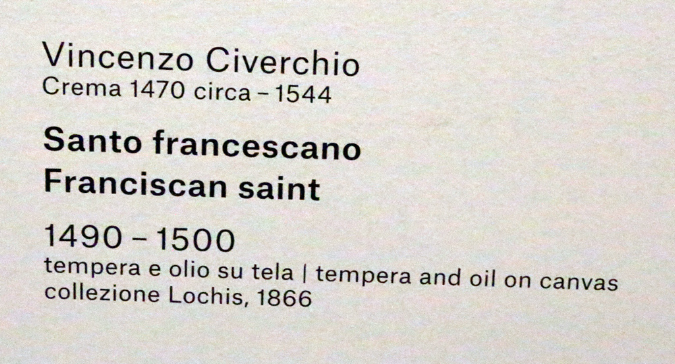 Vincenzo Civerchio
Crema 1470 circa – 1544
Santo francescano
Franciscan saint
1490 – 1500
tempera e olio su tela | tempera and oil on canvas
collezione Lochis, 1866